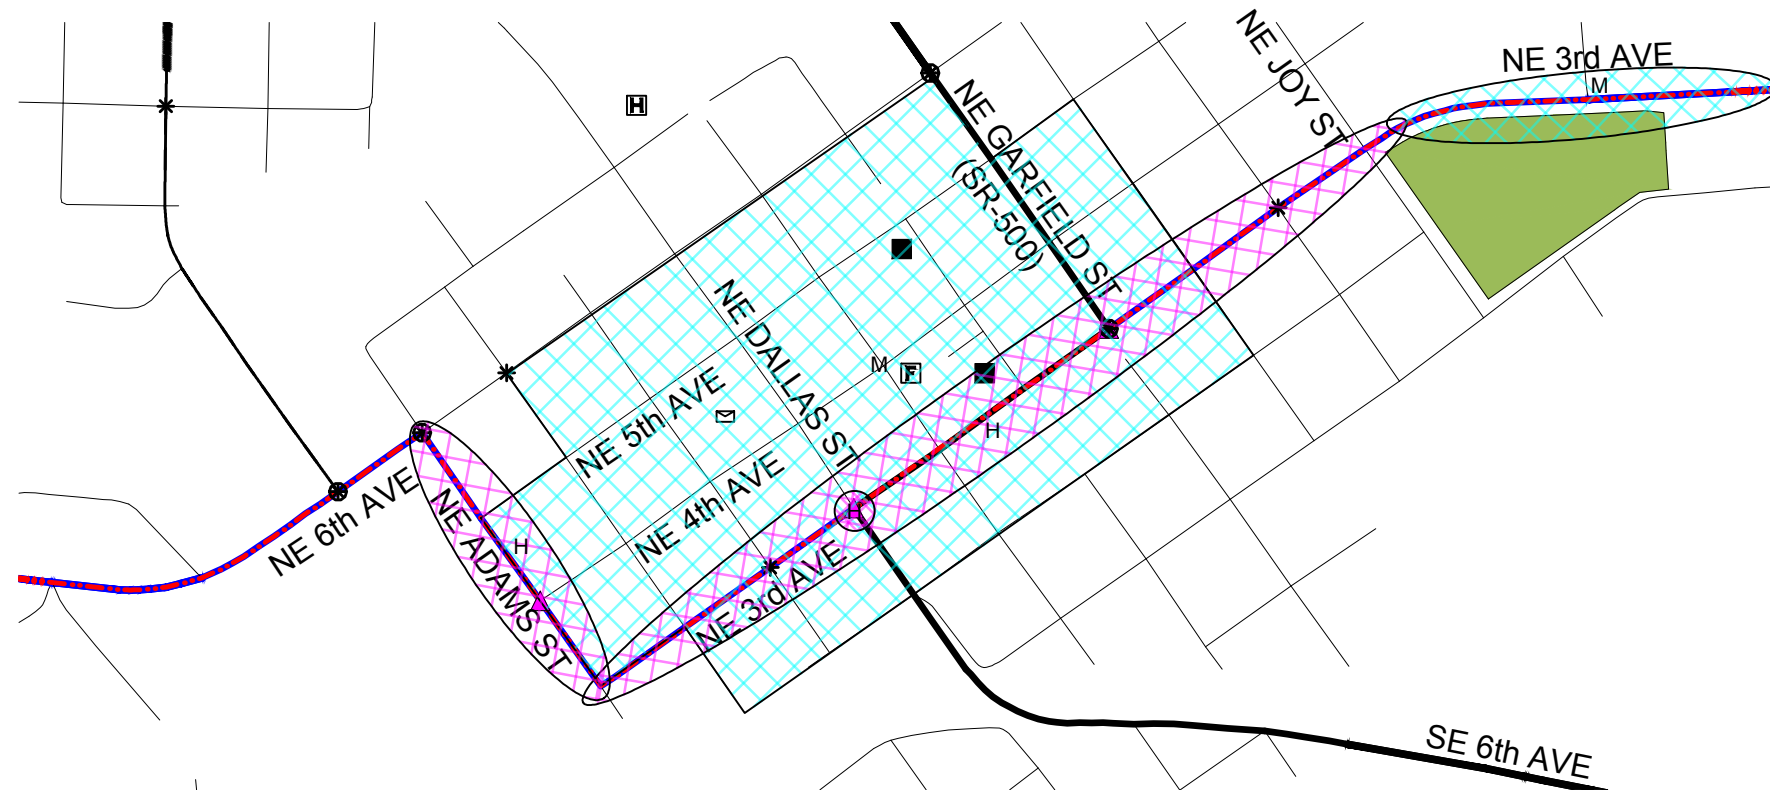 NE 3rd AVE
M
NE JOY ST
H
NE GARFIELD ST
(SR-500)
NE DALLAS ST
M
F
NE 5th AVE
H
NE 4th AVE
NE 6th AVE
H
NE ADAMS ST
H
NE 3rd AVE
SE 6th AVE